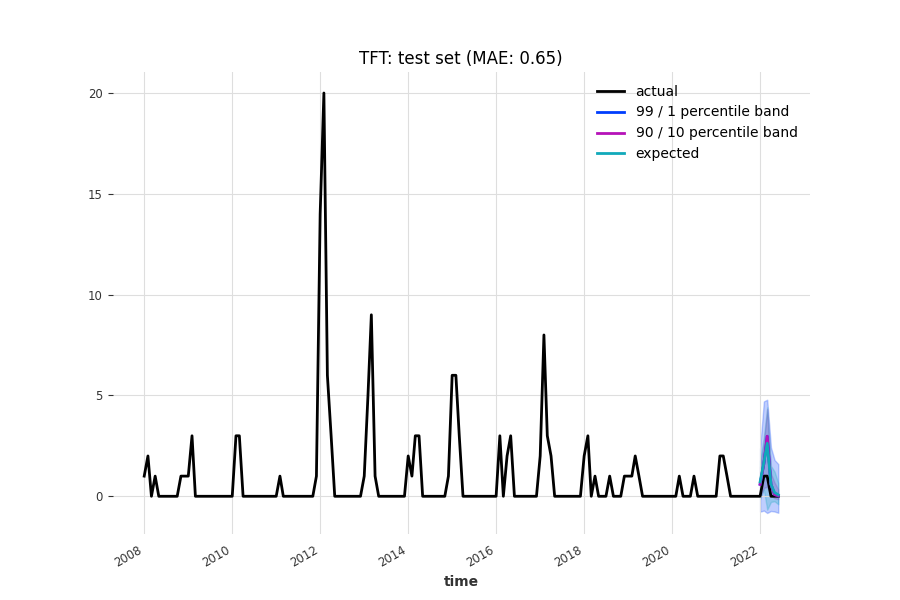 TFT: test set (MAE: 0.65)
actual
99 / 1 percentile band
90 / 10 percentile band
expected
20
15
10
5
0
2008
2010
2012
2014
2016
2018
2020
2022
time